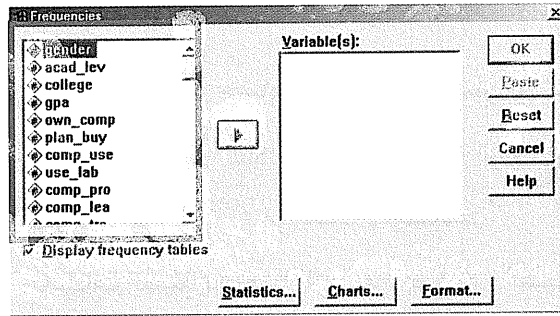 Frequencies
gender
acad_lev
college
gpa
own_comp
plan_buy
comp_use
use_lab
comp_pro
comp_lea
comp_tra
Display frequency tables
Variable(s):
OK
Paste
Reset
Cancel
Help
Statistics...
Charts...
Format...